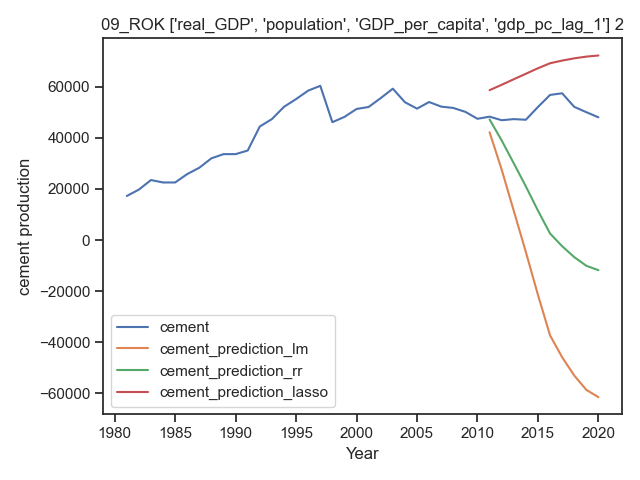 09_ROK ['real_GDP', 'population', 'GDP_per_capita', 'gdp_pc_lag_1'] 2
cement production
60000
40000
20000
0
−20000
−40000
−60000
cement
cement_prediction_lm
cement_prediction_rr
cement_prediction_lasso
1980 1985 1990 1995 2000 2005 2010 2015 2020
Year